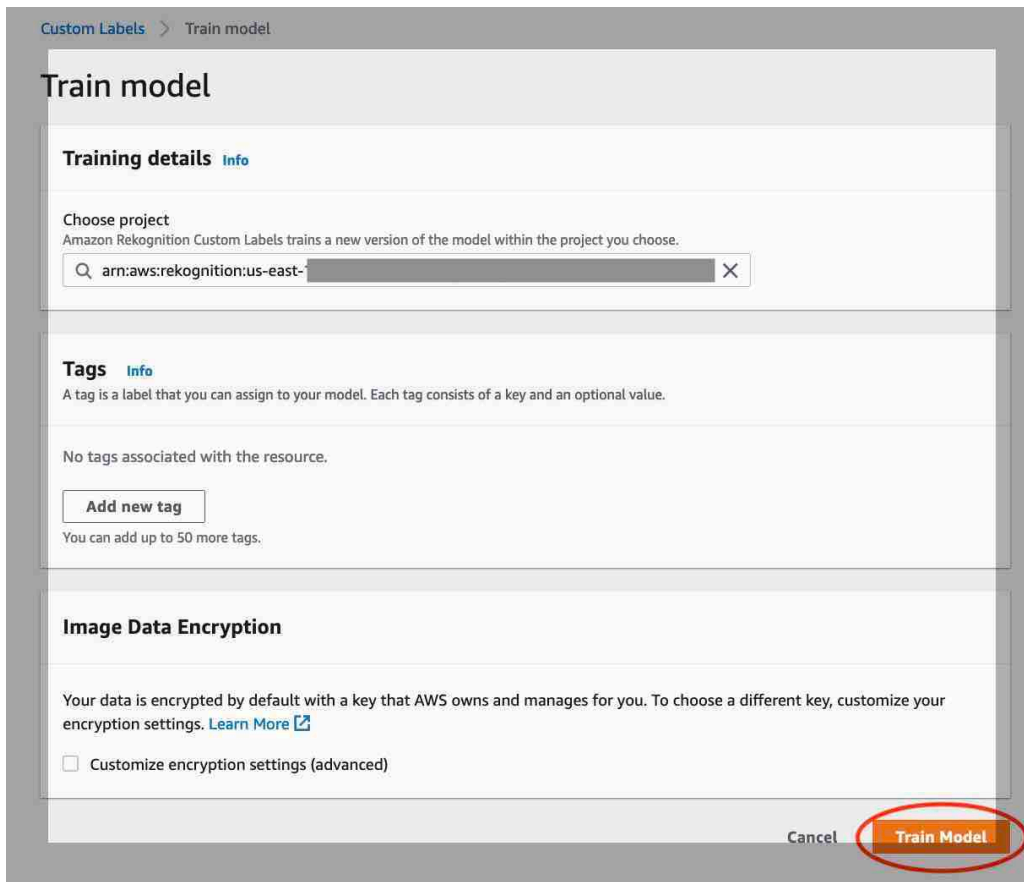 Custom Labels > Train model
Train model
Training details Info
Choose project
Amazon Rekognition Custom Labels trains a new version of the model within the project you choose.
arn:aws:rekognition:us-east-
Tags Info
A tag is a label that you can assign to your model. Each tag consists of a key and an optional value.
No tags associated with the resource.
Add new tag
You can add up to 50 more tags.
Image Data Encryption
Your data is encrypted by default with a key that AWS owns and manages for you. To choose a different key, customize your
encryption settings. Learn More
Customize encryption settings (advanced)
Cancel Train Model